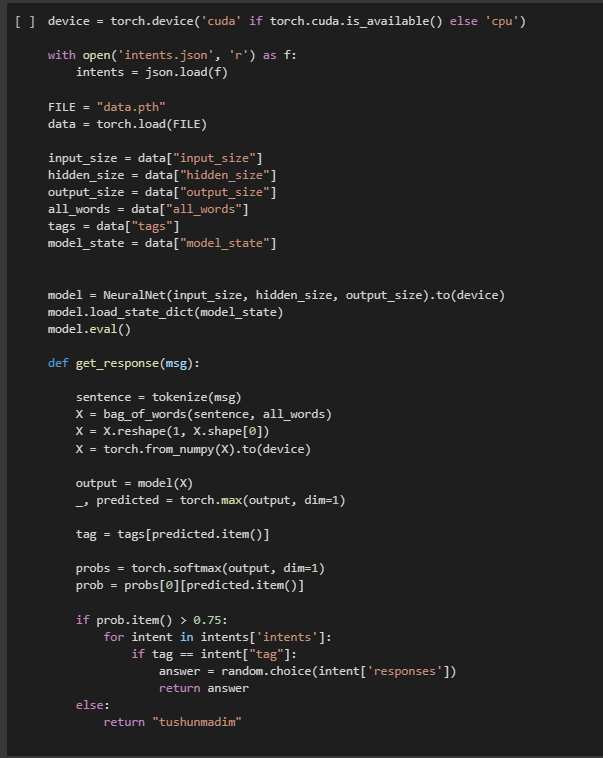 [ ] device = torch.device('cuda' if torch.cuda.is_available() else 'cpu')
with open('intents.json', 'r') as f:
    intents = json.load(f)
FILE = "data.pth"
data = torch.load(FILE)
input_size = data["input_size"]
hidden_size = data["hidden_size"]
output_size = data["output_size"]
all_words = data["all_words"]
tags = data["tags"]
model_state = data["model_state"]
model = NeuralNet(input_size, hidden_size, output_size).to(device)
model.load_state_dict(model_state)
model.eval()
def get_response(msg):
    sentence = tokenize(msg)
    X = bag_of_words(sentence, all_words)
    X = X.reshape(1, X.shape[0])
    X = torch.from_numpy(X).to(device)
    output = model(X)
    _, predicted = torch.max(output, dim=1)
    tag = tags[predicted.item()]
    probs = torch.softmax(output, dim=1)
    prob = probs[0][predicted.item()]
    if prob.item() > 0.75:
        for intent in intents['intents']:
            if tag == intent["tag"]:
                answer = random.choice(intent['responses'])
                return answer
    else:
        return "tushunmadim"